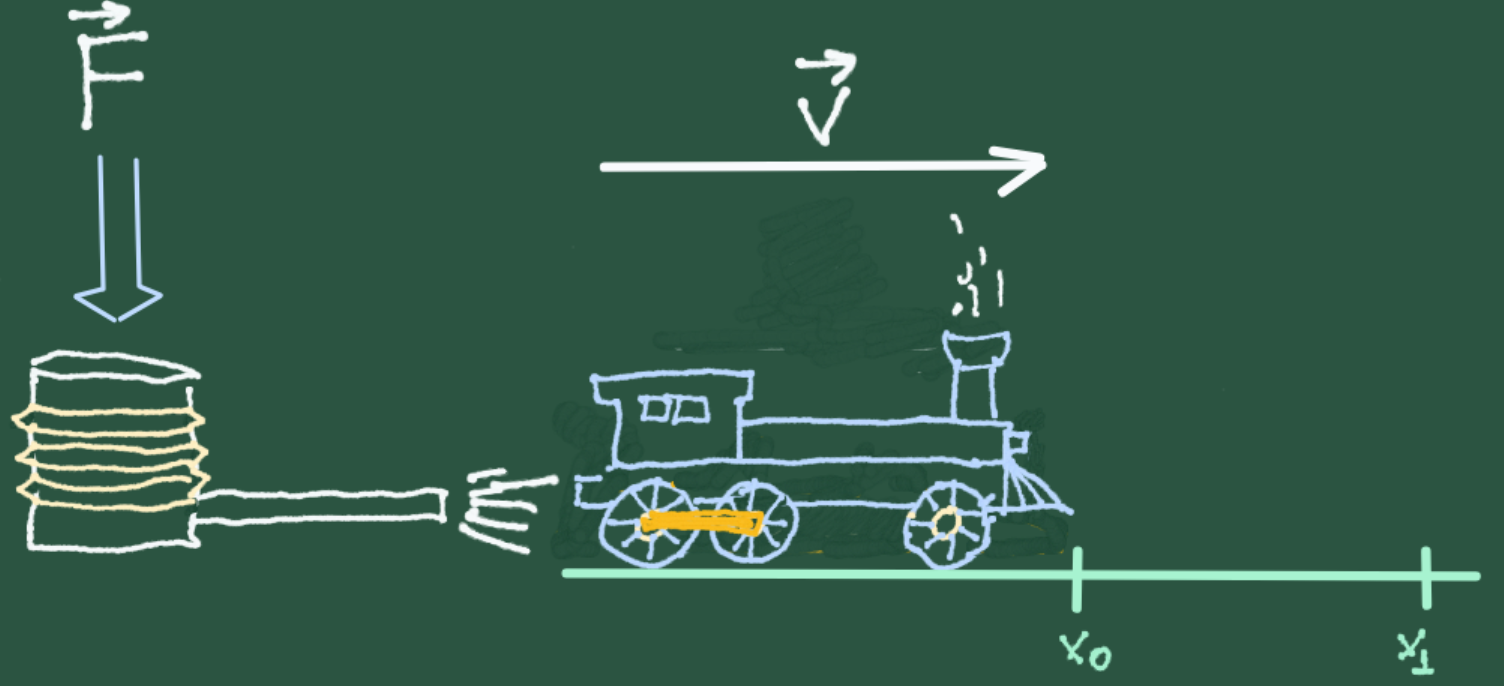 F⃗
V⃗
x₀ x₁